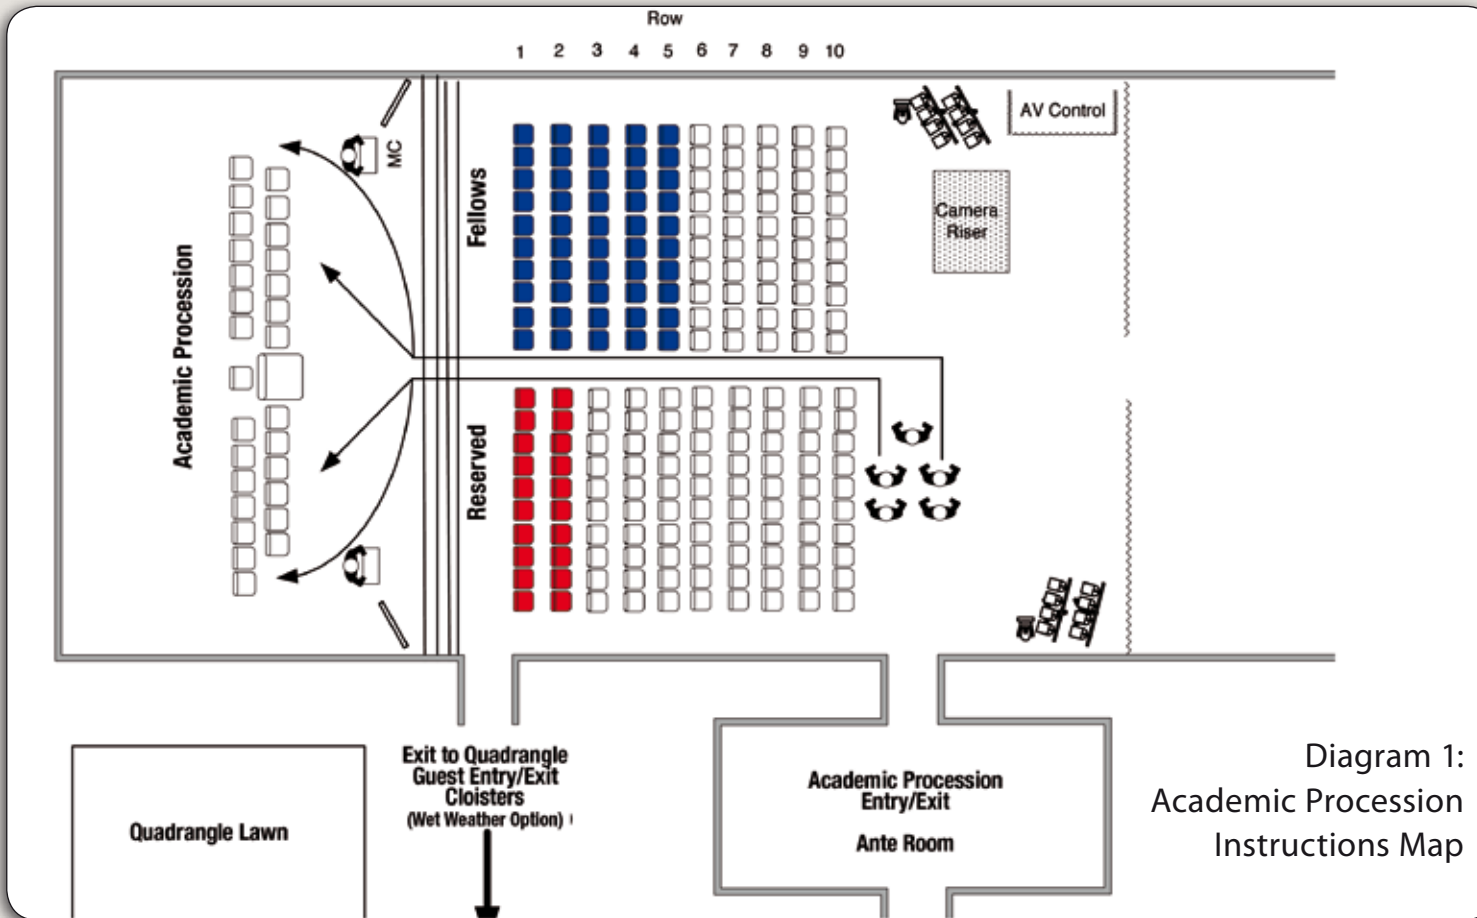 Row
1 2 3 4 5 6 7 8 9 10
AV Control
MC
Fellows
Camera
Riser
Academic Procession
Reserved
Exit to Quadrangle
Guest Entry/Exit
Cloisters
(Wet Weather Option)
Quadrangle Lawn
Academic Procession
Entry/Exit
Ante Room
Diagram 1:
Academic Procession
Instructions Map